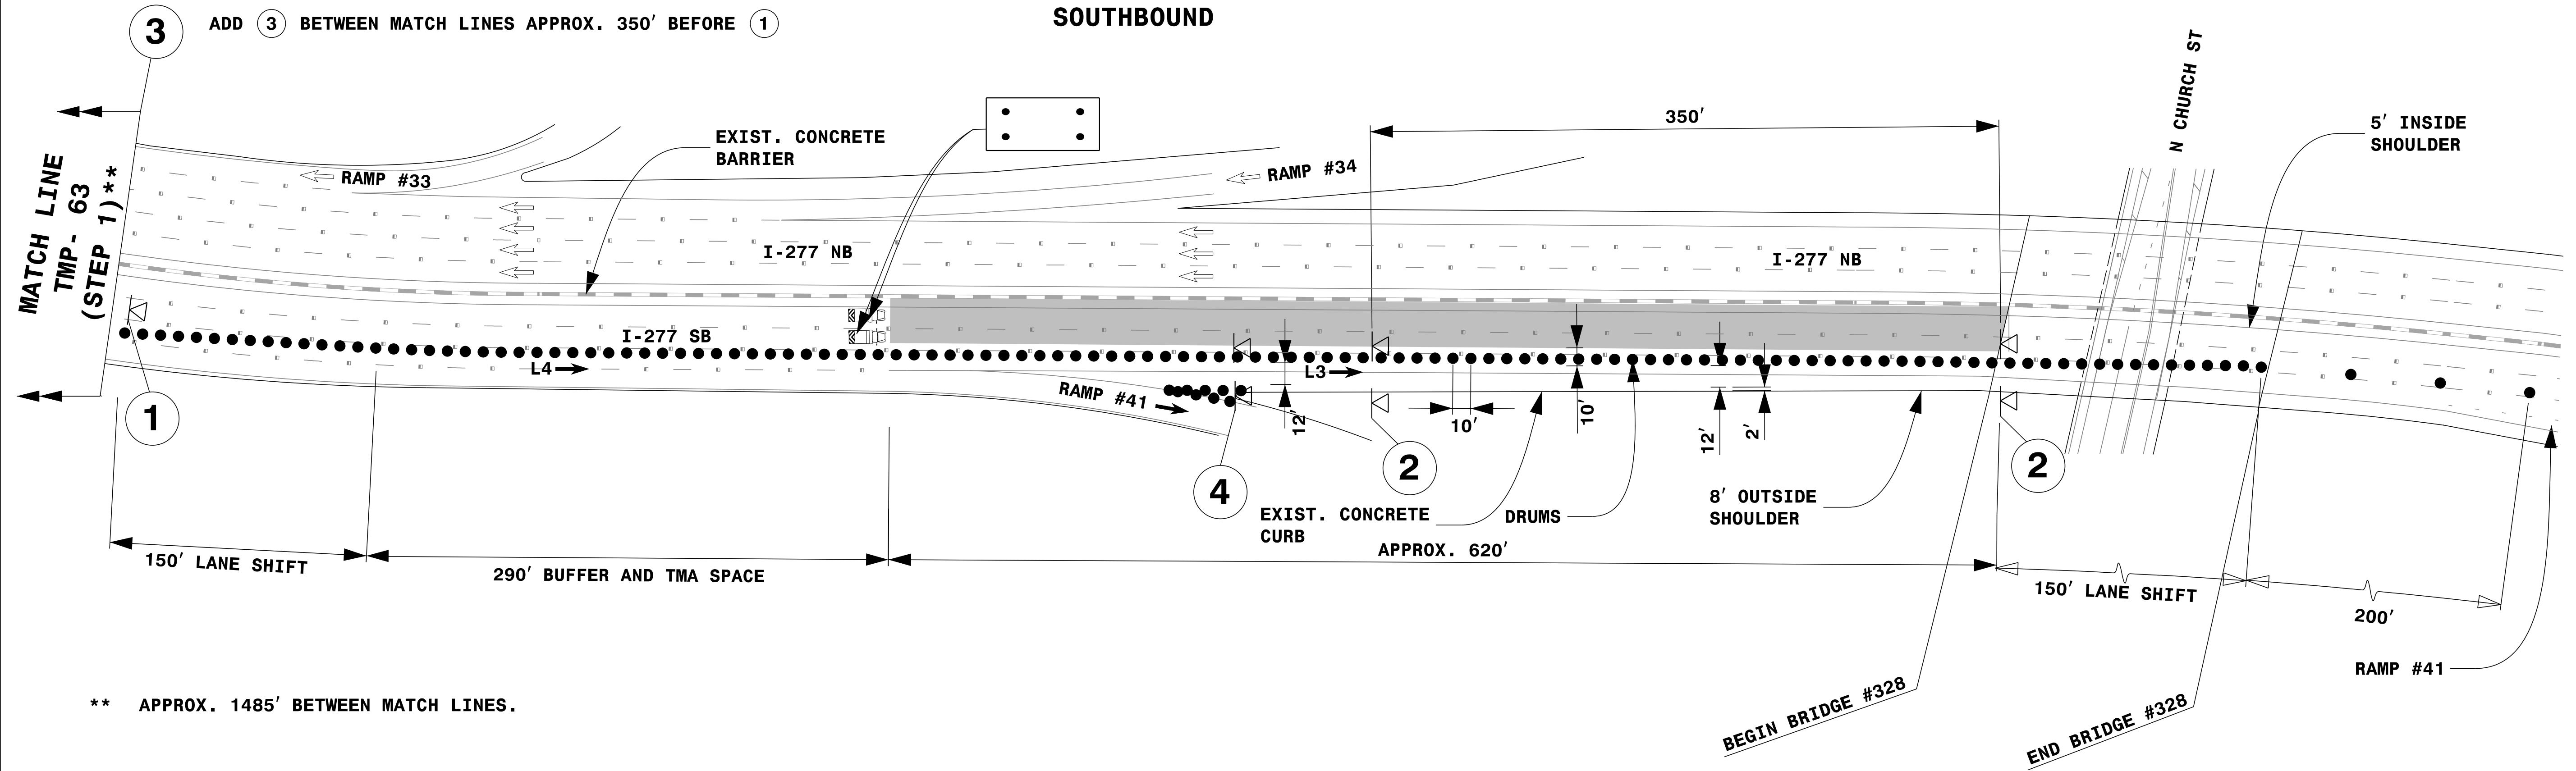 SOUTHBOUND
3
ADD 3 BETWEEN MATCH LINES APPROX. 350' BEFORE 1
N CHURCH ST
350'
5' INSIDE
SHOULDER
EXIST. CONCRETE
BARRIER
MATCH LINE
TMP- 63
(STEP 1)**
RAMP #33
RAMP #34
I-277 NB
I-277 NB
I-277 SB
L4
L3
RAMP #41
12'
10'
10'
12'
2'
1
2
2
4
EXIST. CONCRETE
CURB
DRUMS
8' OUTSIDE
SHOULDER
150' LANE SHIFT
290' BUFFER AND TMA SPACE
APPROX. 620'
150' LANE SHIFT
200'
RAMP #41
BEGIN BRIDGE #328
END BRIDGE #328
** APPROX. 1485' BETWEEN MATCH LINES.